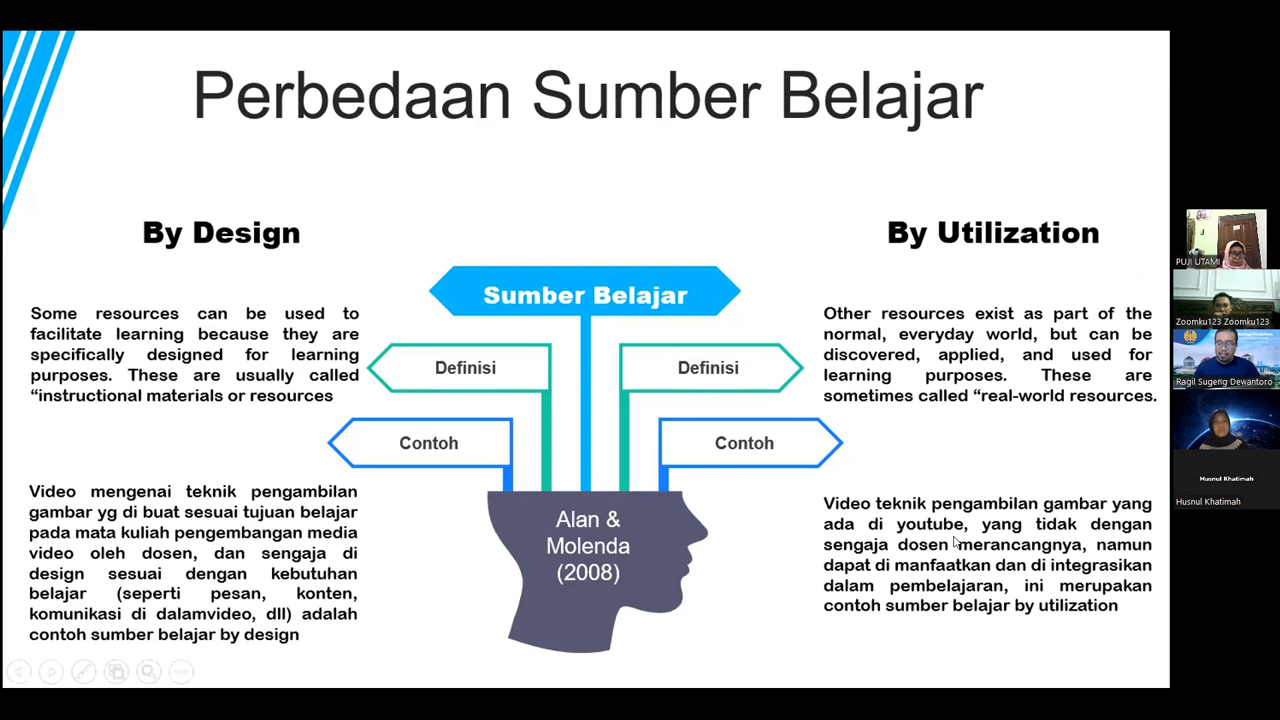 Perbedaan Sumber Belajar
By Design
Some resources can be used to
facilitate learning because they are
specifically designed for learning
purposes. These are usually called
“instructional materials or resources
Video mengenai teknik pengambilan
gambar yg di buat sesuai tujuan belajar
pada mata kuliah pengembangan media
video oleh dosen, dan sengaja di
design sesuai dengan kebutuhan
belajar (seperti pesan, konten,
komunikasi di dalamvideo, dll) adalah
contoh sumber belajar by design
Sumber Belajar
Definisi
Definisi
Contoh
Contoh
Alan &
Molenda
(2008)
By Utilization
Other resources exist as part of the
normal, everyday world, but can be
discovered, applied, and used for
learning purposes. These are
sometimes called “real-world resources.
Video teknik pengambilan gambar yang
ada di youtube, yang tidak dengan
sengaja dosen merancangnya, namun
dapat di manfaatkan dan di integrasikan
dalam pembelajaran, ini merupakan
contoh sumber belajar by utilization
PUJI UTAMI
Zoomku123 Zoomku123
Ragil Sugeng Dewantoro
Husnul Khatimah
Husnul Khatimah